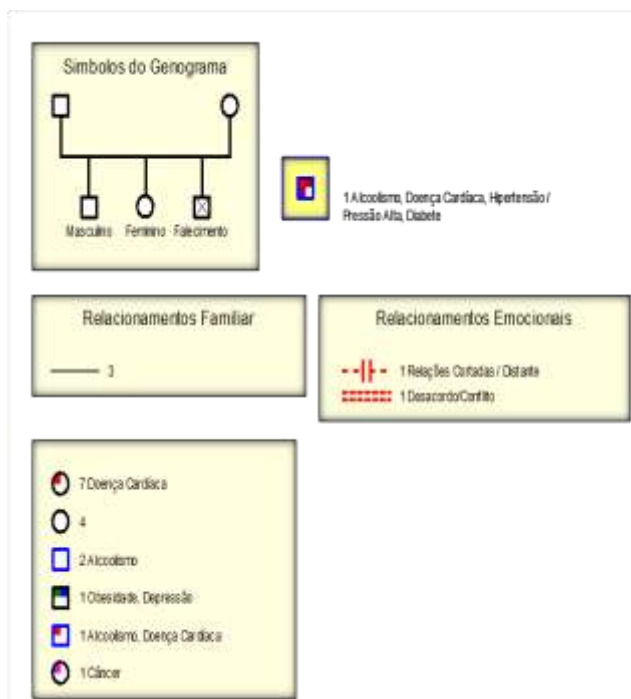 Simbolos do Genograma
Masculino Feminino Falecimento
1 Alcoolismo, Doença Cardíaca, Hipertensão /
Pressão Alta, Diabete
Relacionamentos Familiar
3
Relacionamentos Emocionais
1 Relações Cortadas / Distante
1 Desacordo/Conflito
7 Doença Cardíaca
4
2 Alcoolismo
1 Obesidade, Depressão
1 Alcoolismo, Doença Cardíaca
1 Câncer